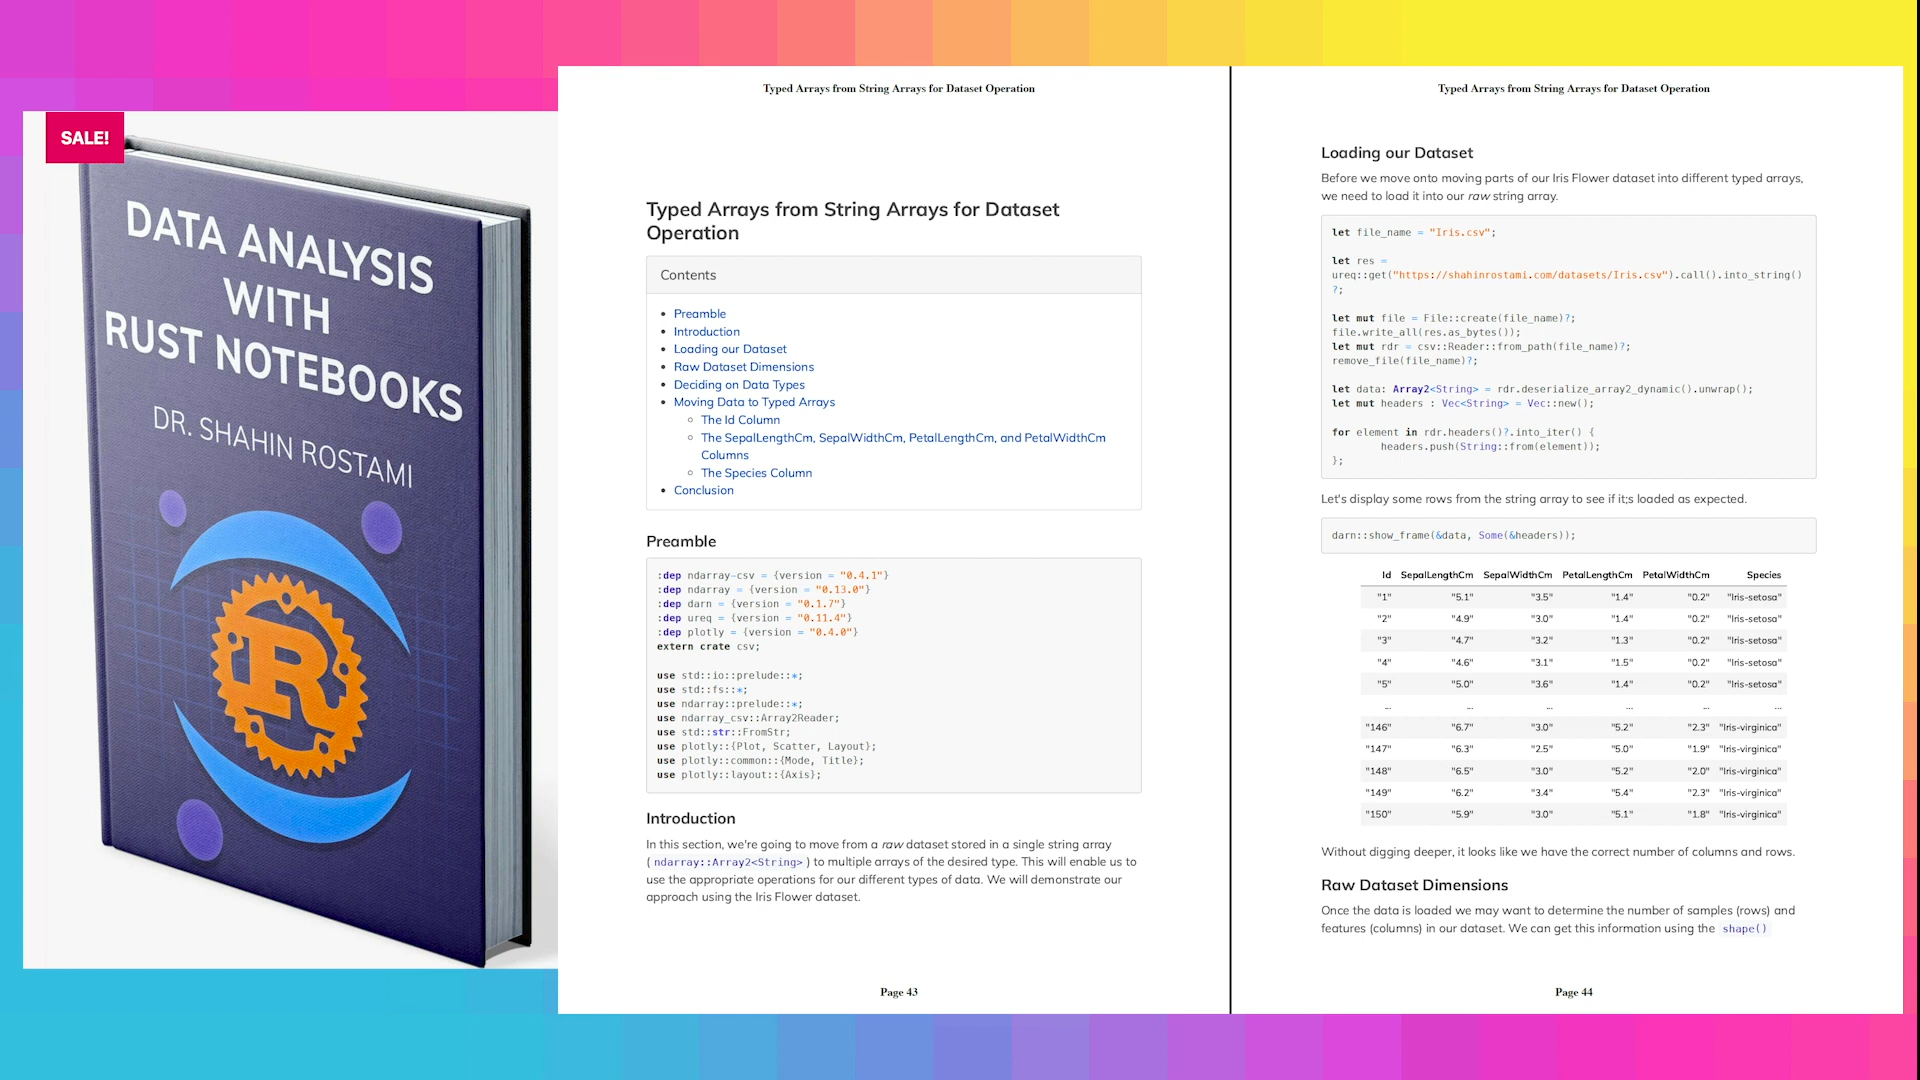 SALE!
DATA ANALYSIS
WITH
RUST NOTEBOOKS
DR. SHAHIN ROSTAMI
R
Typed Arrays from String Arrays for Dataset Operation
Typed Arrays from String Arrays for Dataset
Operation
Contents
• Preamble
• Introduction
• Loading our Dataset
• Raw Dataset Dimensions
• Deciding on Data Types
• Moving Data to Typed Arrays
◦ The Id Column
◦ The SepalLengthCm, SepalWidthCm, PetalLengthCm, and PetalWidthCm
Columns
◦ The Species Column
• Conclusion
Preamble
:dep ndarray-csv = {version = "0.4.1"}
:dep ndarray = {version = "0.13.0"}
:dep darn = {version = "0.1.7"}
:dep ureq = {version = "0.11.4"}
:dep plotly = {version = "0.4.0"}
extern crate csv;
use std::io::prelude::*;
use std::fs::*;
use ndarray::prelude::*;
use ndarray_csv::Array2Reader;
use std::str::FromStr;
use plotly::{Plot, Scatter, Layout};
use plotly::common::{Mode, Title};
use plotly::layout::{Axis};
Introduction
In this section, we're going to move from a raw dataset stored in a single string array
( ndarray::Array2<String> ) to multiple arrays of the desired type. This will enable us to
use the appropriate operations for our different types of data. We will demonstrate our
approach using the Iris Flower dataset.
Page 43
Typed Arrays from String Arrays for Dataset Operation
Loading our Dataset
Before we move onto moving parts of our Iris Flower dataset into different typed arrays,
we need to load it into our raw string array.
let file_name = "Iris.csv";
let res =
ureq::get("https://shahinrostami.com/datasets/Iris.csv").call().into_string()
?;
let mut file = File::create(file_name)?;
file.write_all(res.as_bytes());
let mut rdr = csv::Reader::from_path(file_name)?;
remove_file(file_name)?;
let data: Array2<String> = rdr.deserialize_array2_dynamic().unwrap();
let mut headers : Vec<String> = Vec::new();
for element in rdr.headers()?.into_iter() {
headers.push(String::from(element));
};
Let's display some rows from the string array to see if it;s loaded as expected.
darn::show_frame(&data, Some(&headers));
Id SepalLengthCm SepalWidthCm PetalLengthCm PetalWidthCm Species
"1" "5.1" "3.5" "1.4" "0.2" "Iris-setosa"
"2" "4.9" "3.0" "1.4" "0.2" "Iris-setosa"
"3" "4.7" "3.2" "1.3" "0.2" "Iris-setosa"
"4" "4.6" "3.1" "1.5" "0.2" "Iris-setosa"
"5" "5.0" "3.6" "1.4" "0.2" "Iris-setosa"
... ... ... ... ... ...
"146" "6.7" "3.0" "5.2" "2.3" "Iris-virginica"
"147" "6.3" "2.5" "5.0" "1.9" "Iris-virginica"
"148" "6.5" "3.0" "5.2" "2.0" "Iris-virginica"
"149" "6.2" "3.4" "5.4" "2.3" "Iris-virginica"
"150" "5.9" "3.0" "5.1" "1.8" "Iris-virginica"
Without digging deeper, it looks like we have the correct number of columns and rows.
Raw Dataset Dimensions
Once the data is loaded we may want to determine the number of samples (rows) and
features (columns) in our dataset. We can get this information using the shape()
Page 44